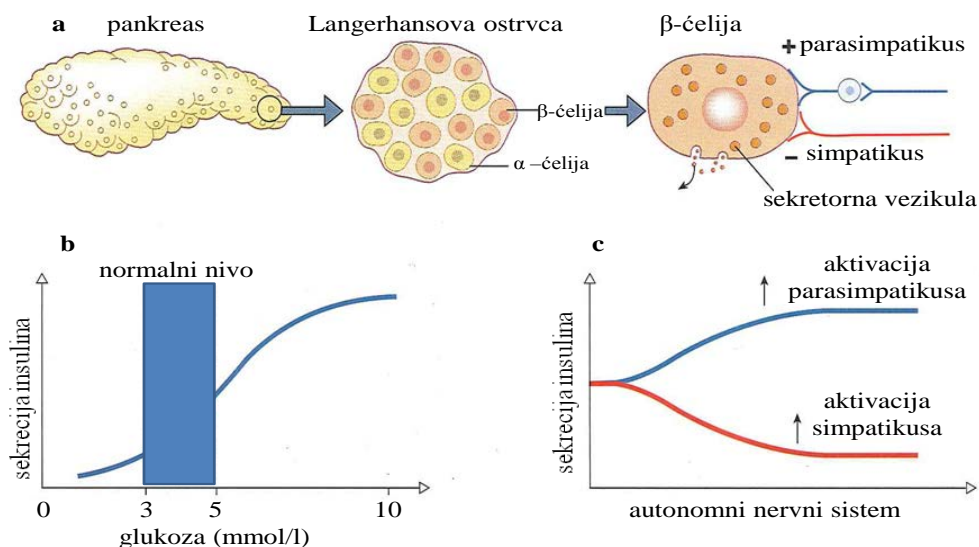 a
pankreas
Langerhansova ostrvca
β-ćelija
+ parasimpatikus
β-ćelija
α –ćelija
– simpatikus
sekretorna vezikula
b
normalni nivo
sekrecija insulina
0 3 5 10
glukoza (mmol/l)
c
aktivacija
parasimpatikusa
sekrecija insulina
aktivacija
simpatikusa
autonomni nervni sistem